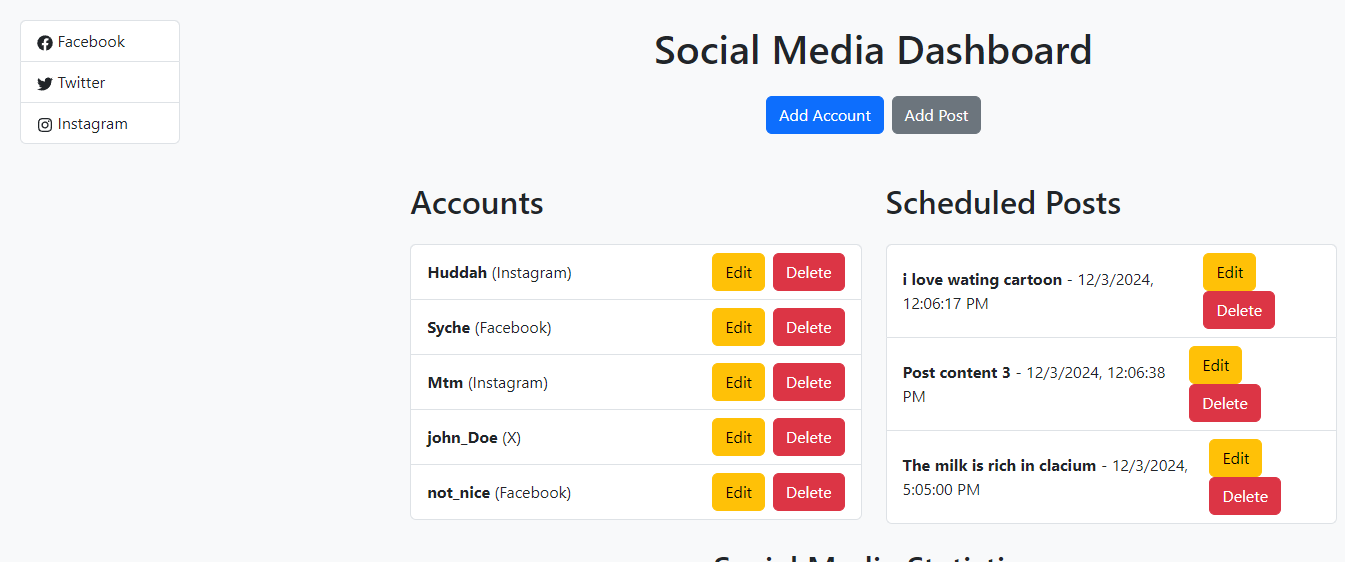 Facebook
Twitter
Instagram
Social Media Dashboard
Add Account Add Post
Accounts
Huddah (Instagram) Edit Delete
Syche (Facebook) Edit Delete
Mtm (Instagram) Edit Delete
john_Doe (X) Edit Delete
not_nice (Facebook) Edit Delete
Scheduled Posts
i love wating cartoon - 12/3/2024,
12:06:17 PM
Edit
Delete
Post content 3 - 12/3/2024, 12:06:38
PM
Edit
Delete
The milk is rich in clacium - 12/3/2024,
5:05:00 PM
Edit
Delete
Social Media